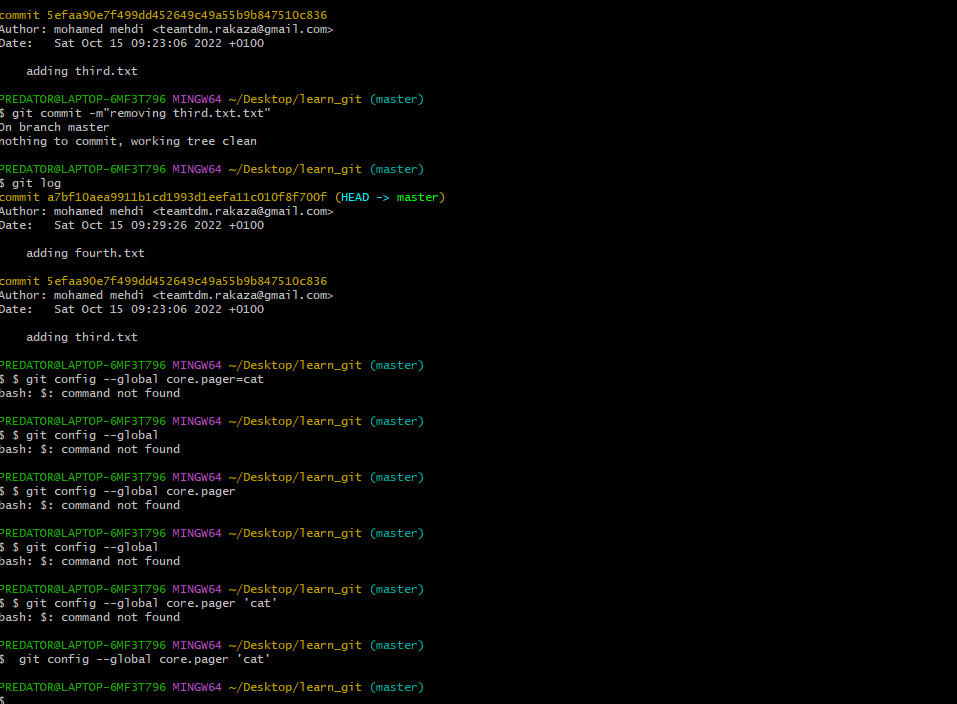 commit 5efaa90e7f499dd452649c49a55b9b847510c836
Author: mohamed mehdi <teamtdm.rakaza@gmail.com>
Date:   Sat Oct 15 09:23:06 2022 +0100

    adding third.txt

PREDATOR@LAPTOP-6MF3T796 MINGW64 ~/Desktop/learn_git (master)
$ git commit -m"removing third.txt.txt"
On branch master
nothing to commit, working tree clean

PREDATOR@LAPTOP-6MF3T796 MINGW64 ~/Desktop/learn_git (master)
$ git log
commit a7bf10aea9911b1cd1993d1eefa11c010f8f700f (HEAD -> master)
Author: mohamed mehdi <teamtdm.rakaza@gmail.com>
Date:   Sat Oct 15 09:29:26 2022 +0100

    adding fourth.txt

commit 5efaa90e7f499dd452649c49a55b9b847510c836
Author: mohamed mehdi <teamtdm.rakaza@gmail.com>
Date:   Sat Oct 15 09:23:06 2022 +0100

    adding third.txt

PREDATOR@LAPTOP-6MF3T796 MINGW64 ~/Desktop/learn_git (master)
$ $ git config --global core.pager=cat
bash: $: command not found

PREDATOR@LAPTOP-6MF3T796 MINGW64 ~/Desktop/learn_git (master)
$ $ git config --global
bash: $: command not found

PREDATOR@LAPTOP-6MF3T796 MINGW64 ~/Desktop/learn_git (master)
$ $ git config --global core.pager
bash: $: command not found

PREDATOR@LAPTOP-6MF3T796 MINGW64 ~/Desktop/learn_git (master)
$ $ git config --global
bash: $: command not found

PREDATOR@LAPTOP-6MF3T796 MINGW64 ~/Desktop/learn_git (master)
$ $ git config --global core.pager 'cat'
bash: $: command not found

PREDATOR@LAPTOP-6MF3T796 MINGW64 ~/Desktop/learn_git (master)
$  git config --global core.pager 'cat'

PREDATOR@LAPTOP-6MF3T796 MINGW64 ~/Desktop/learn_git (master)
$